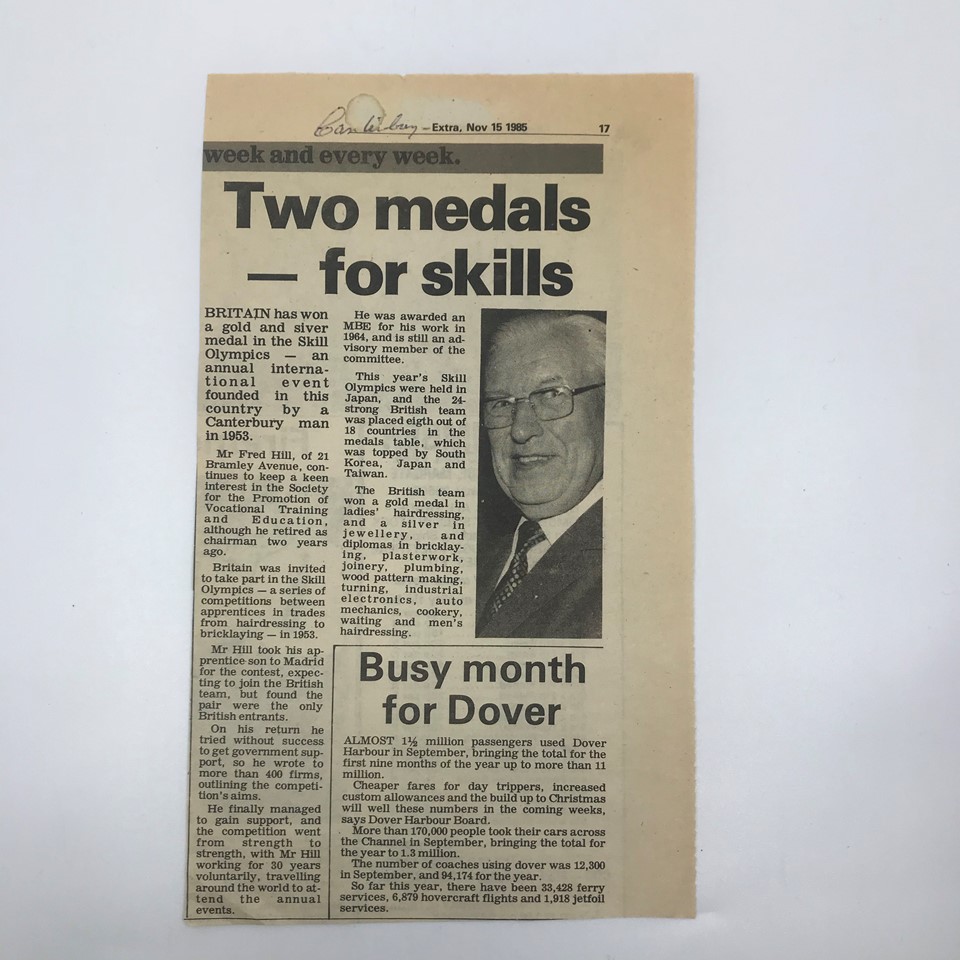 Canterbury – Extra, Nov 15 1985 17
week and every week.
Two medals
— for skills
BRITAIN has won
a gold and siver
medal in the Skill
Olympics — an
annual interna-
tional event
founded in this
country by a
Canterbury man
in 1953.
Mr Fred Hill, of 21
Bramley Avenue, con-
tinues to keep a keen
interest in the Society
for the Promotion of
Vocational Training
and Education,
although he retired as
chairman two years
ago.
Britain was invited
to take part in the Skill
Olympics — a series of
competitions between
apprentices in trades
from hairdressing to
bricklaying — in 1953.
Mr Hill took his ap-
prentice son to Madrid
for the contest, expec-
ting to join the British
team, but found the
pair were the only
British entrants.
On his return he
tried without success
to get government sup-
port, so he wrote to
more than 400 firms,
outlining the competi-
tion's aims.
He finally managed
to gain support, and
the competition went
from strength to
strength, with Mr Hill
working for 30 years
voluntarily, travelling
around the world to at-
tend the annual
events.
He was awarded an
MBE for his work in
1964, and is still an ad-
visory member of the
committee.
This year's Skill
Olympics were held in
Japan, and the 24-
strong British team
was placed eigth out of
18 countries in the
medals table, which
was topped by South
Korea, Japan and
Taiwan.
The British team
won a gold medal in
ladies' hairdressing,
and a silver in
jewellery, and
diplomas in bricklay-
ing, plasterwork,
joinery, plumbing,
wood pattern making,
turning, industrial
electronics, auto
mechanics, cookery,
waiting and men's
hairdressing.
Busy month
for Dover
ALMOST 1½ million passengers used Dover
Harbour in September, bringing the total for the
first nine months of the year up to more than 11
million.
Cheaper fares for day trippers, increased
custom allowances and the build up to Christmas
will well these numbers in the coming weeks,
says Dover Harbour Board.
More than 170,000 people took their cars across
the Channel in September, bringing the total for
the year to 1.3 million.
The number of coaches using dover was 12,300
in September, and 94,174 for the year.
So far this year, there have been 33,428 ferry
services, 6,879 hovercraft flights and 1,918 jetfoil
services.